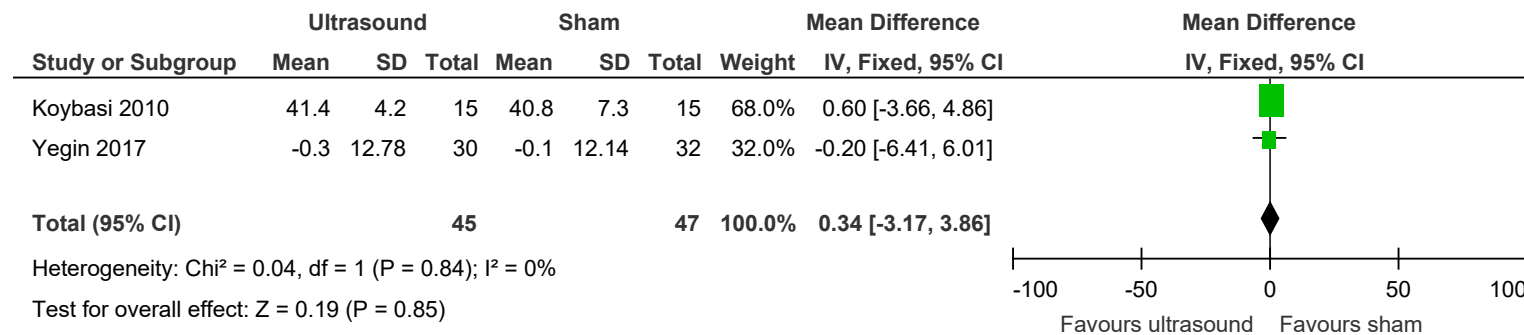 Ultrasound Sham Mean Difference Mean Difference
Study or Subgroup Mean SD Total Mean SD Total Weight IV, Fixed, 95% CI IV, Fixed, 95% CI
Koybasi 2010 41.4 4.2 15 40.8 7.3 15 68.0% 0.60 [-3.66, 4.86]
Yegin 2017 -0.3 12.78 30 -0.1 12.14 32 32.0% -0.20 [-6.41, 6.01]
Total (95% CI) 45 47 100.0% 0.34 [-3.17, 3.86]
Heterogeneity: Chi² = 0.04, df = 1 (P = 0.84); I² = 0%
Test for overall effect: Z = 0.19 (P = 0.85)
-100 -50 0 50 100
Favours ultrasound Favours sham